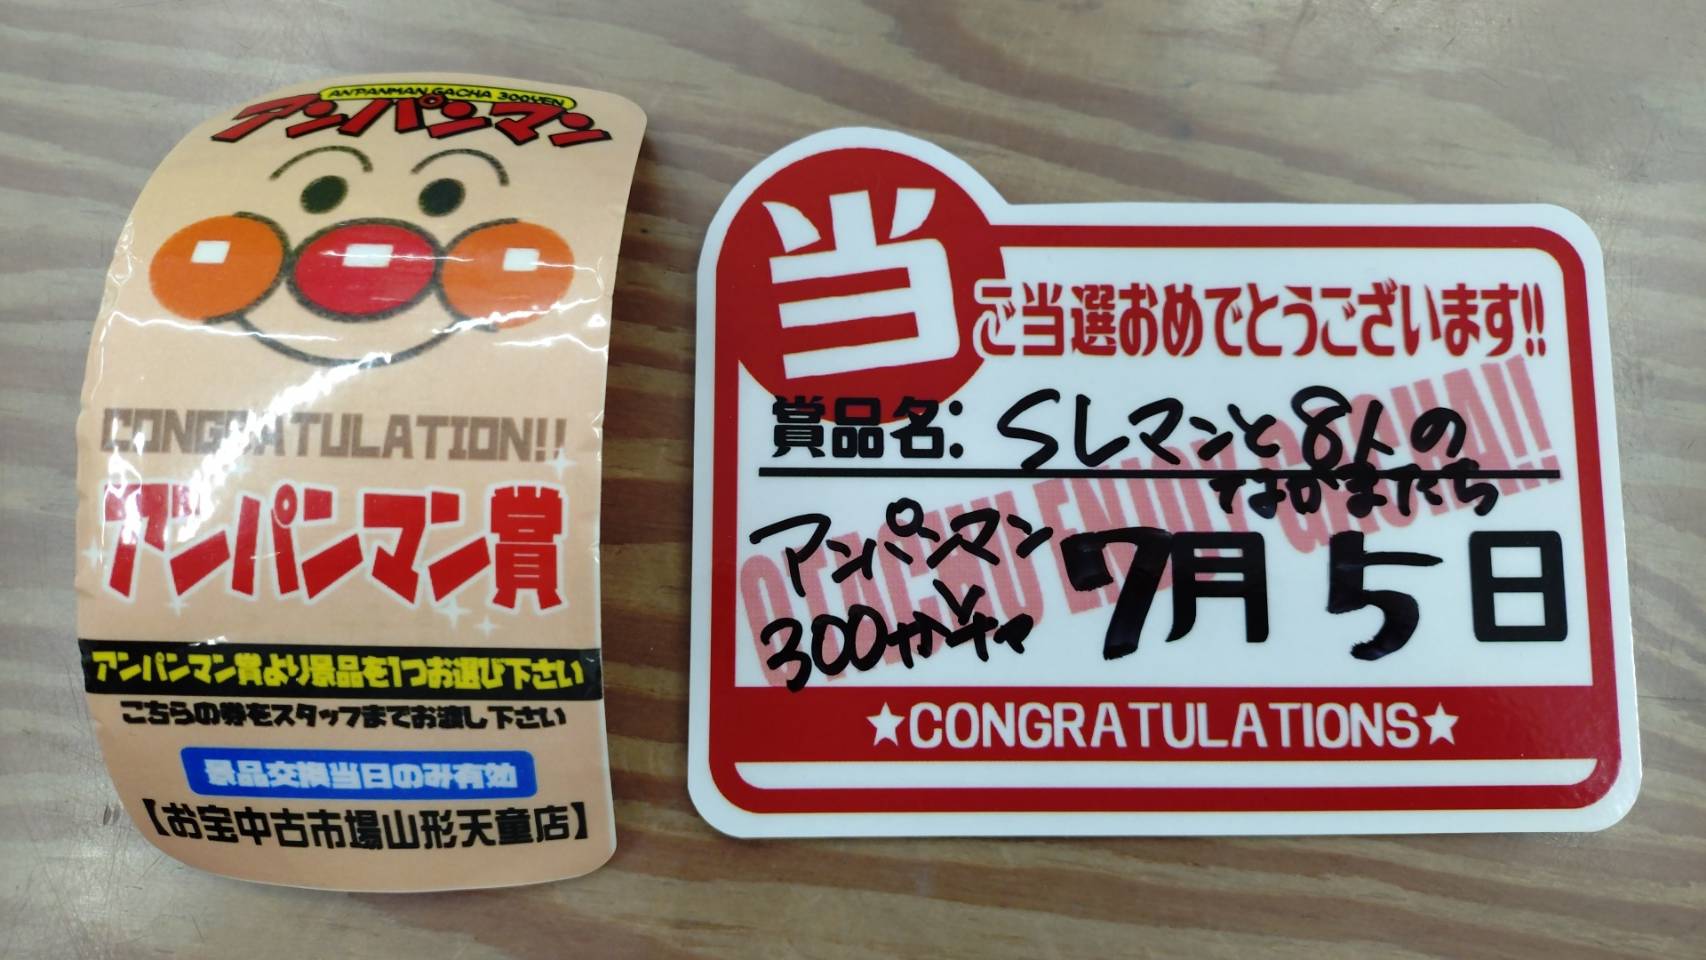 ANPANMAN GACHA 300YEN
アンパンマン
CONGRATULATION!!
アンパンマン賞
アンパンマン賞より景品を1つお選び下さい
こちらの券をスタッフまでお渡し下さい
景品交換当日のみ有効
【お宝中古市場山形天童店】
当
ご当選おめでとうございます!!
賞品名: SLマンと8人の
なかまたち
アンパンマン
300ガチャ
7月5日
OTACHU ENJOY GACHA!!
★CONGRATULATIONS★